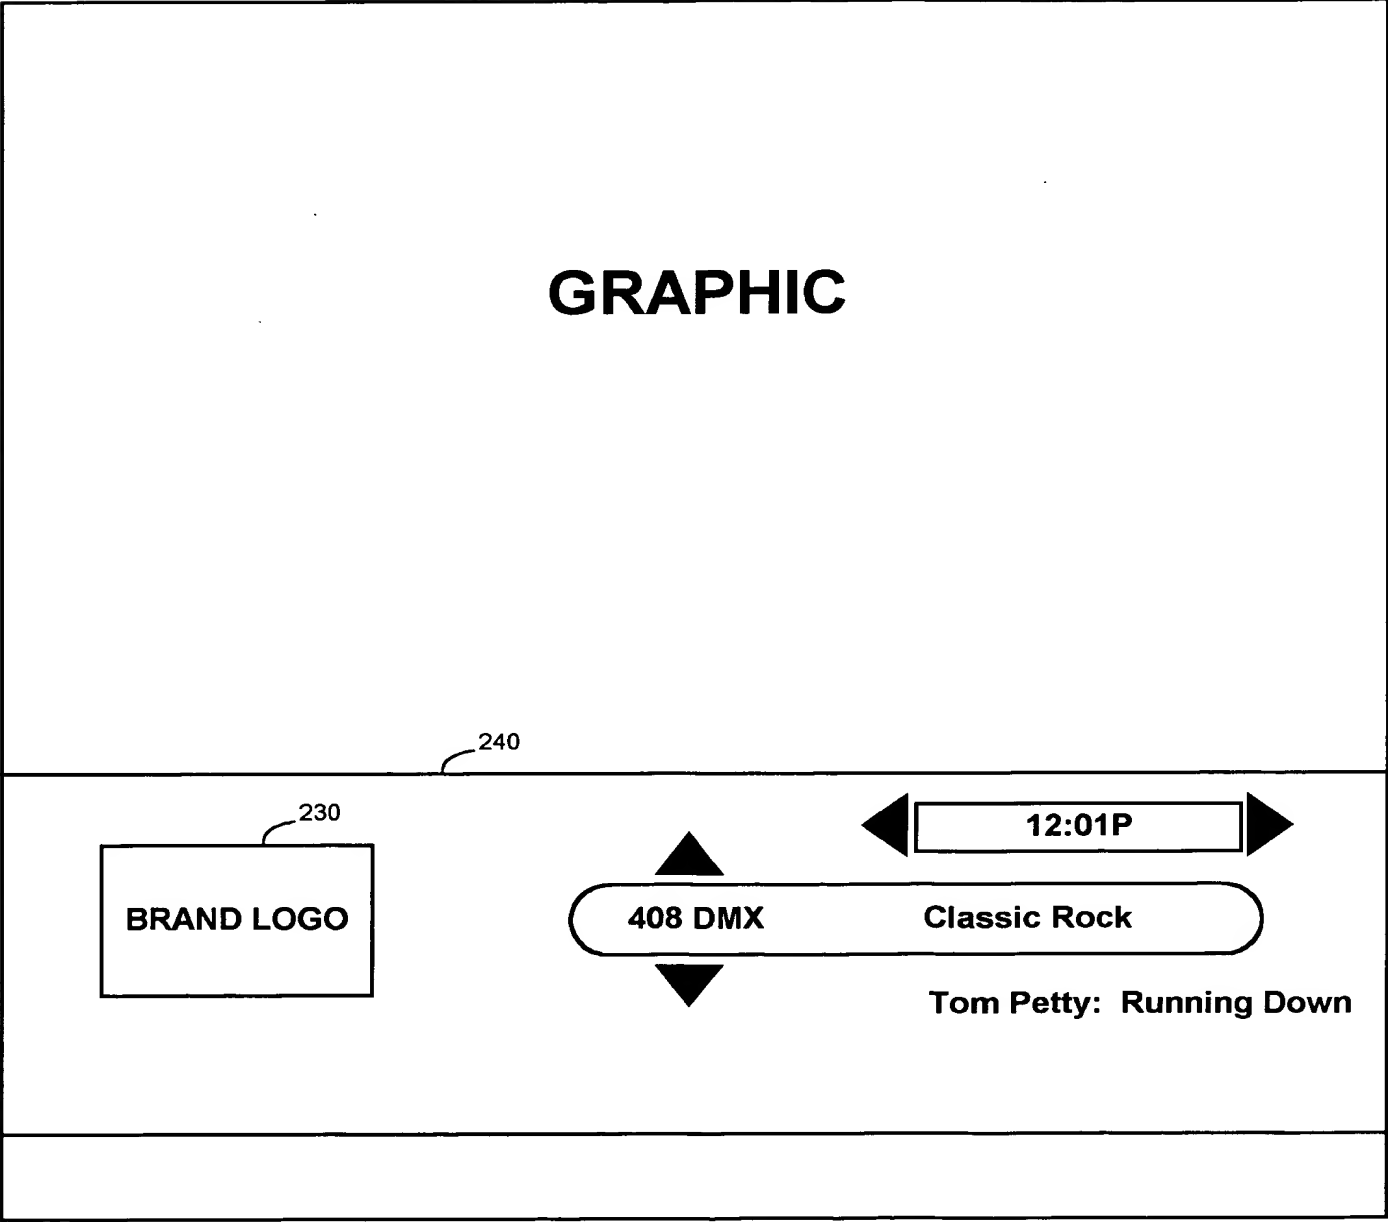 GRAPHIC
240
230
12:01P
BRAND LOGO
408 DMX Classic Rock
Tom Petty: Running Down